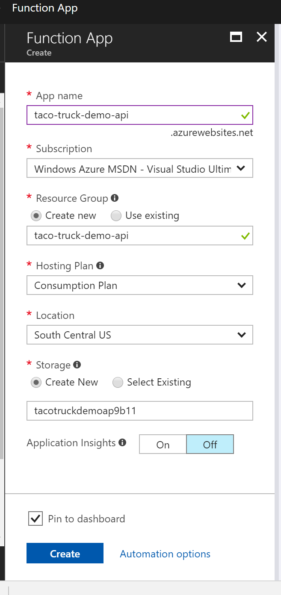 Function App
Function App
Create
* App name
taco-truck-demo-api
.azurewebsites.net
* Subscription
Windows Azure MSDN - Visual Studio Ultim
* Resource Group
Create new Use existing
taco-truck-demo-api
* Hosting Plan
Consumption Plan
* Location
South Central US
* Storage
Create New Select Existing
tacotruckdemoap9b11
Application Insights On Off
Pin to dashboard
Create Automation options